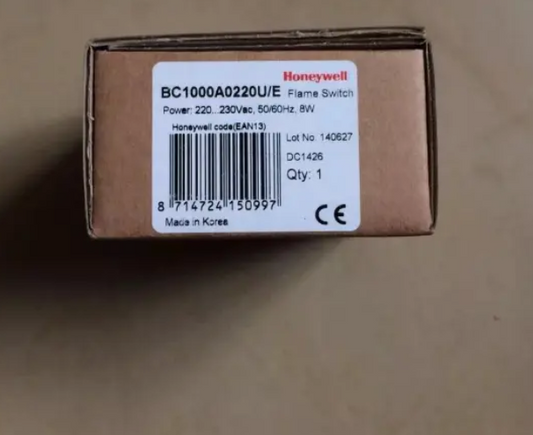 Honeywell
BC1000A0220U/E Flame Switch
Power: 220...230Vac, 50/60Hz, 8W
Honeywell code(EAN13)
Lot No. 140627
DC1426
Qty: 1
8 714724 150997
Made in Korea
CE